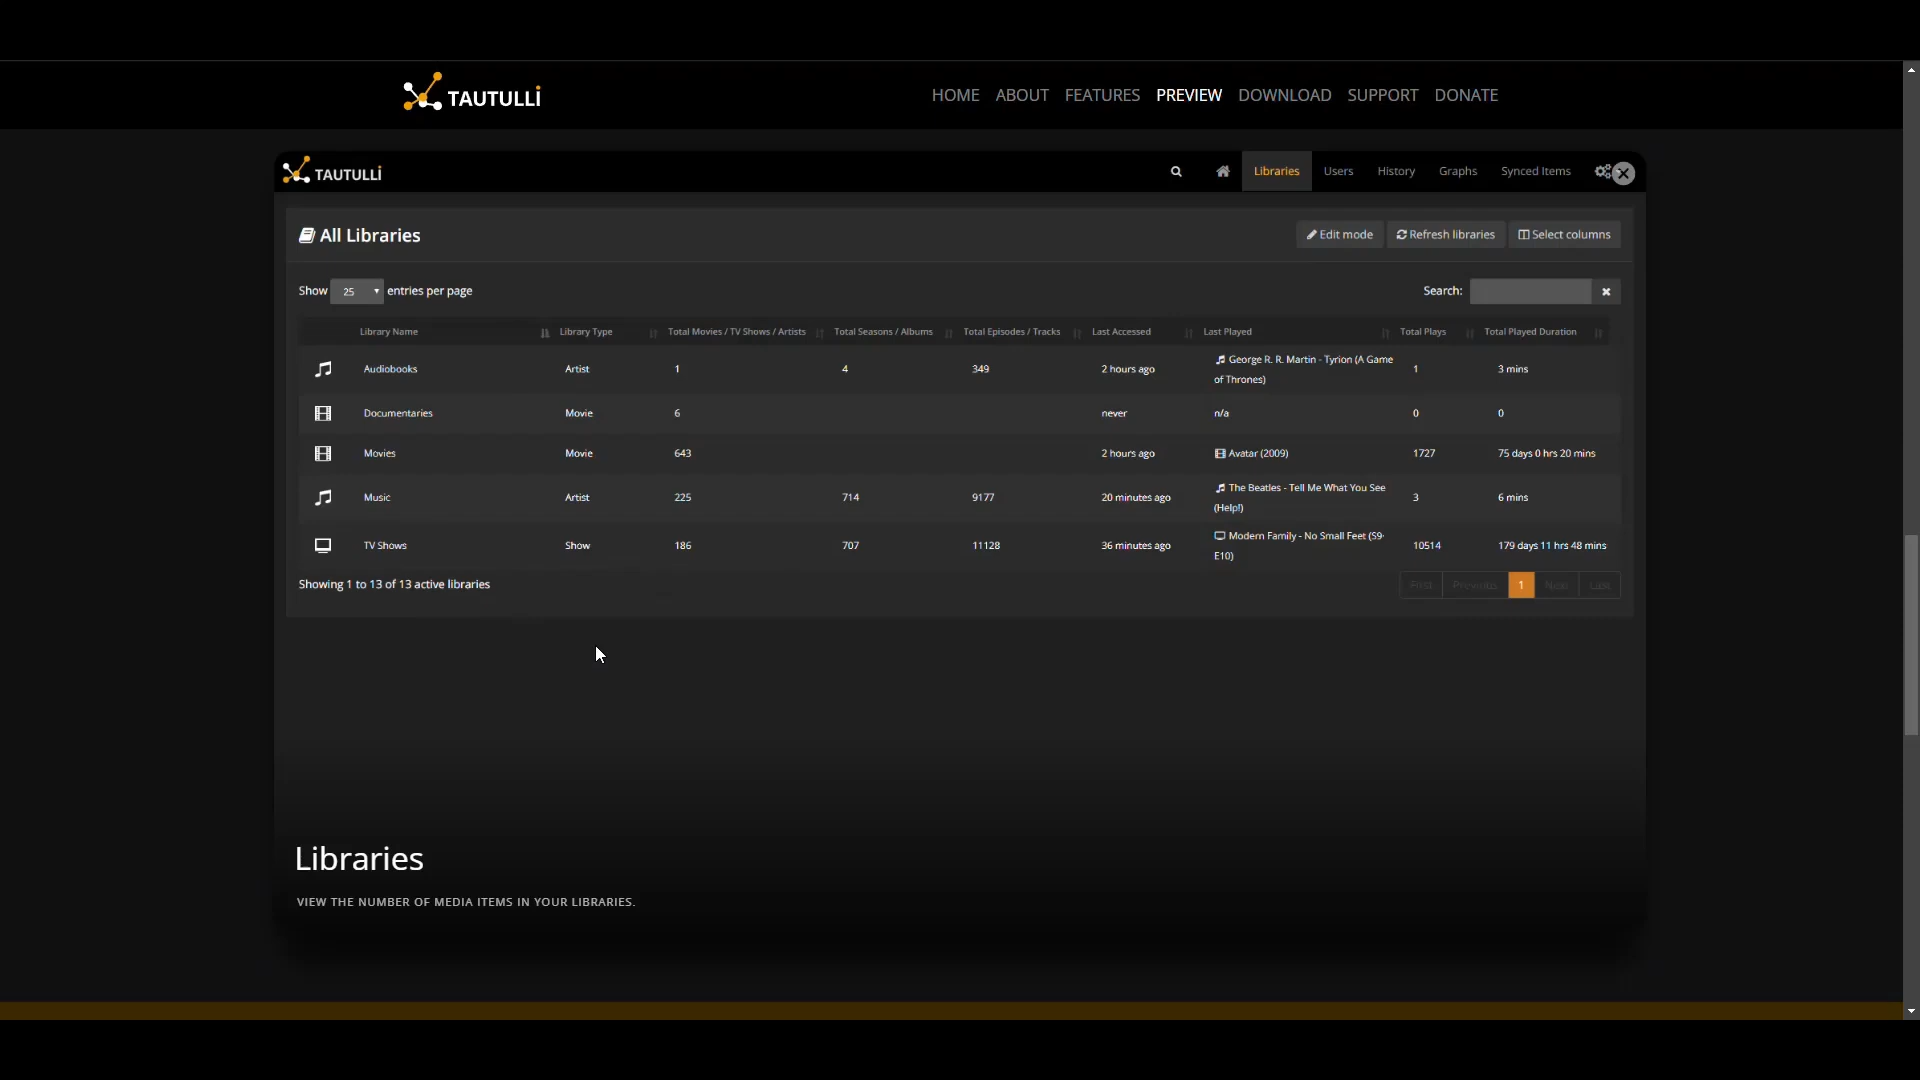 TAUTULLI
HOME ABOUT FEATURES PREVIEW DOWNLOAD SUPPORT DONATE
TAUTULLI
Libraries Users History Graphs Synced Items
All Libraries
Edit mode Refresh libraries Select columns
Show 25 entries per page
Search:
Library Name Library Type Total Movies / TV Shows / Artists Total Seasons / Albums Total Episodes / Tracks Last Accessed Last Played Total Plays Total Played Duration
Audiobooks Artist 1 4 349 2 hours ago George R. R. Martin - Tyrion (A Game of Thrones) 1 3 mins
Documentaries Movie 6 never n/a 0 0
Movies Movie 643 2 hours ago Avatar (2009) 1727 75 days 0 hrs 20 mins
Music Artist 225 714 9177 20 minutes ago The Beatles - Tell Me What You See (Help!) 3 6 mins
TV Shows Show 186 707 11128 36 minutes ago Modern Family - No Small Feet (S9· E10) 10514 179 days 11 hrs 48 mins
Showing 1 to 13 of 13 active libraries
First Previous 1 Next Last
Libraries
VIEW THE NUMBER OF MEDIA ITEMS IN YOUR LIBRARIES.